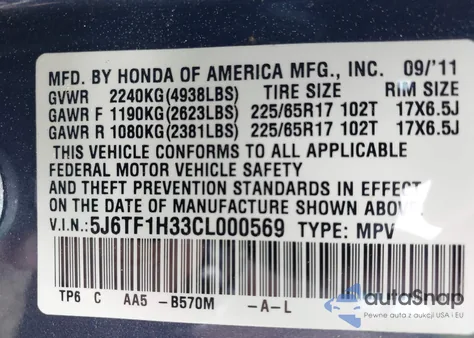 MFD. BY HONDA OF AMERICA MFG., INC. 09/'11
GVWR 2240KG(4938LBS) TIRE SIZE RIM SIZE
GAWR F 1190KG(2623LBS) 225/65R17 102T 17X6.5J
GAWR R 1080KG(2381LBS) 225/65R17 102T 17X6.5J
THIS VEHICLE CONFORMS TO ALL APPLICABLE
FEDERAL MOTOR VEHICLE SAFETY
AND THEFT PREVENTION STANDARDS IN EFFECT
ON THE DATE OF MANUFACTURE SHOWN ABOVE.
V.I.N.: 5J6TF1H33CL000569 TYPE: MPV
TP6 C AA5 -B570M -A-L
autoSnap
Pewne auta z aukcji USA i EU